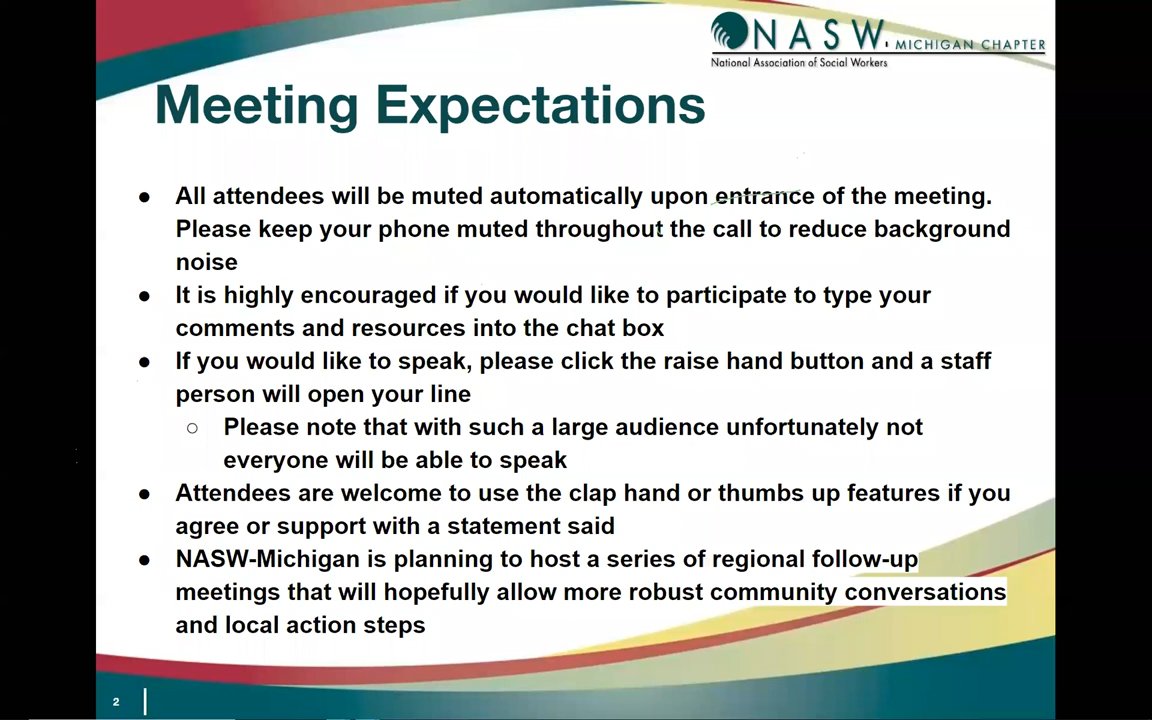 NASW. MICHIGAN CHAPTER
National Association of Social Workers
Meeting Expectations
● All attendees will be muted automatically upon entrance of the meeting.
Please keep your phone muted throughout the call to reduce background
noise
● It is highly encouraged if you would like to participate to type your
comments and resources into the chat box
● If you would like to speak, please click the raise hand button and a staff
person will open your line
○ Please note that with such a large audience unfortunately not
everyone will be able to speak
● Attendees are welcome to use the clap hand or thumbs up features if you
agree or support with a statement said
● NASW-Michigan is planning to host a series of regional follow-up
meetings that will hopefully allow more robust community conversations
and local action steps
2